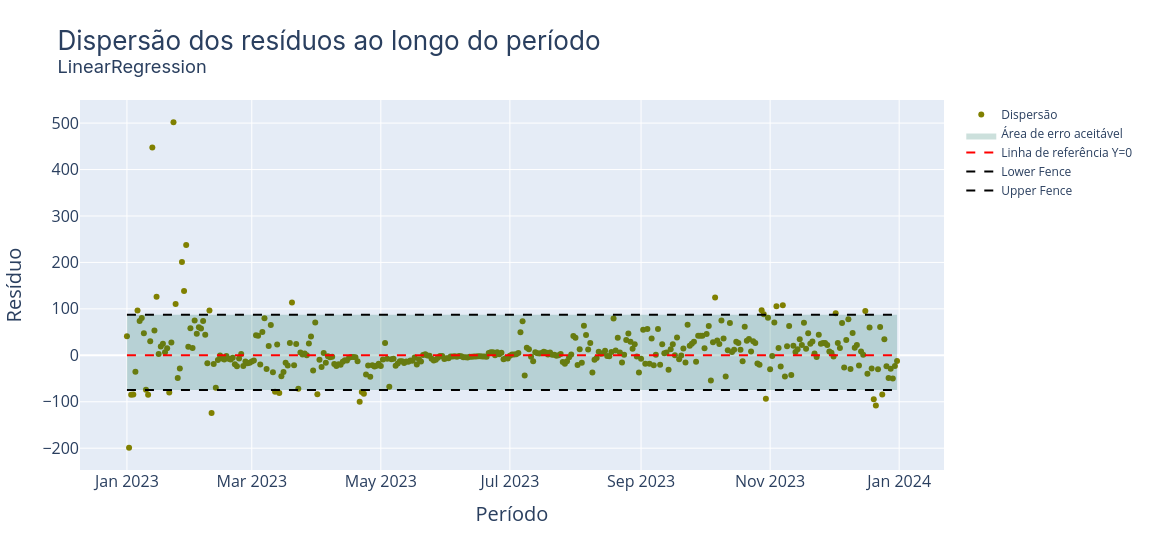 Dispersão dos resíduos ao longo do período
LinearRegression
Resíduo
500
400
300
200
100
0
−100
−200
Jan 2023
Mar 2023
May 2023
Jul 2023
Sep 2023
Nov 2023
Jan 2024
Período
Dispersão
Área de erro aceitável
Linha de referência Y=0
Lower Fence
Upper Fence